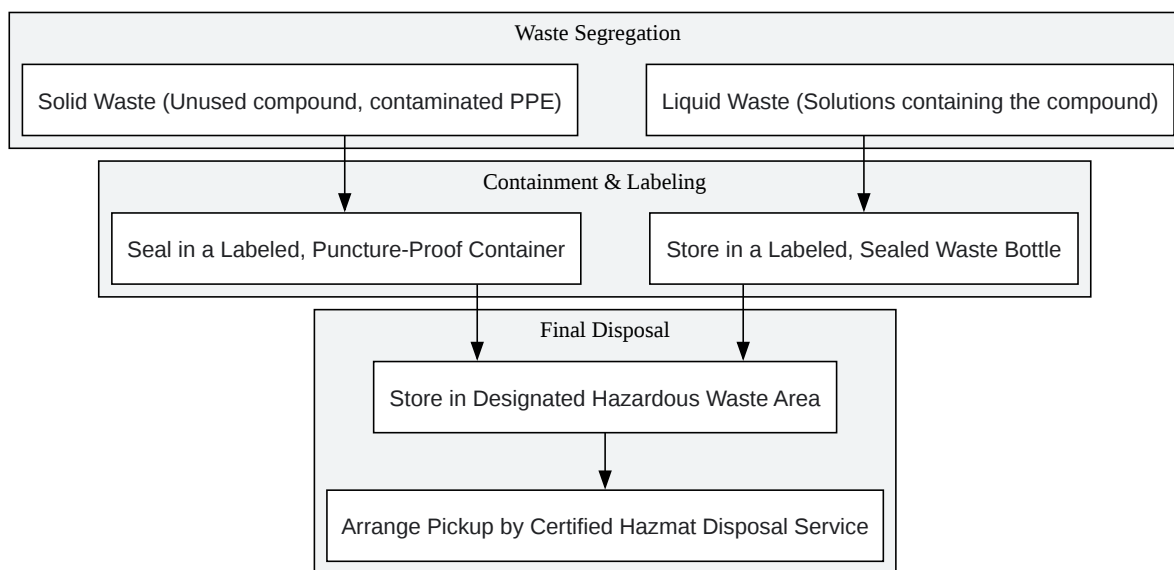 Waste Segregation
Solid Waste (Unused compound, contaminated PPE)
Liquid Waste (Solutions containing the compound)
Containment & Labeling
Seal in a Labeled, Puncture-Proof Container
Store in a Labeled, Sealed Waste Bottle
Final Disposal
Store in Designated Hazardous Waste Area
Arrange Pickup by Certified Hazmat Disposal Service